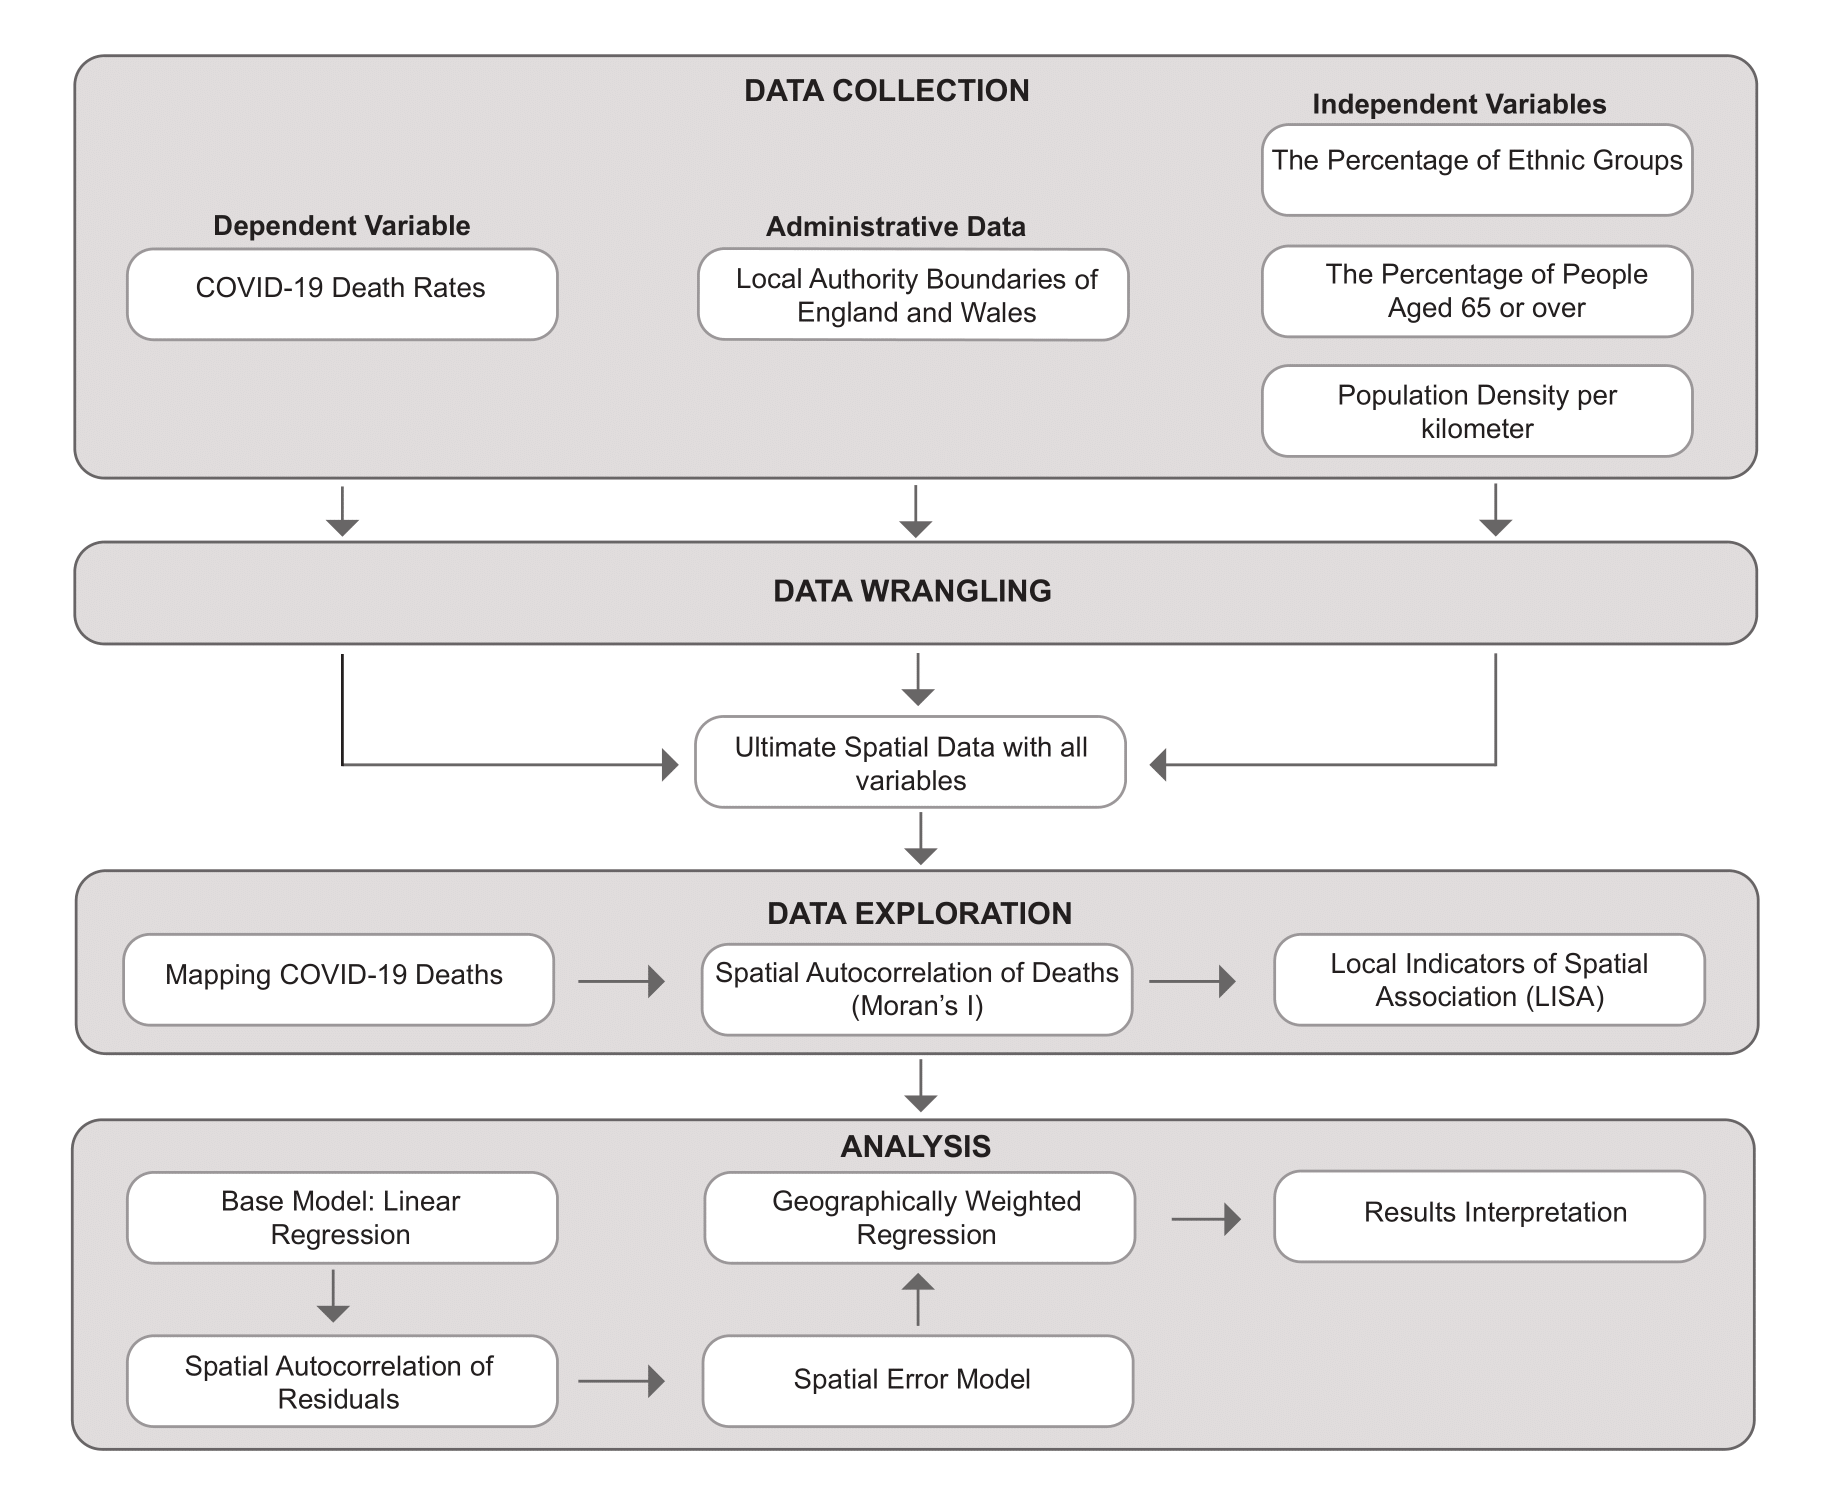 DATA COLLECTION
Dependent Variable
COVID-19 Death Rates
Administrative Data
Local Authority Boundaries of
England and Wales
Independent Variables
The Percentage of Ethnic Groups
The Percentage of People
Aged 65 or over
Population Density per
kilometer
DATA WRANGLING
Ultimate Spatial Data with all
variables
DATA EXPLORATION
Mapping COVID-19 Deaths
Spatial Autocorrelation of Deaths
(Moran’s I)
Local Indicators of Spatial
Association (LISA)
ANALYSIS
Base Model: Linear
Regression
Spatial Autocorrelation of
Residuals
Spatial Error Model
Geographically Weighted
Regression
Results Interpretation